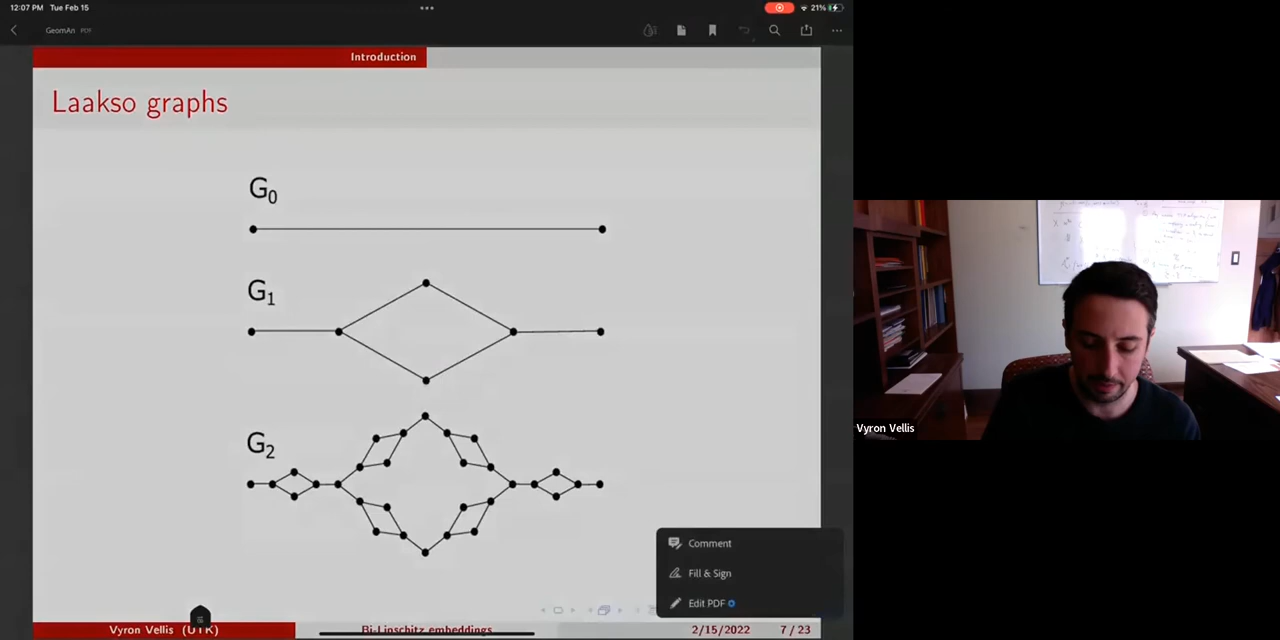 12:07 PM Tue Feb 15
21%
GeomAn PDF
Introduction
Laakso graphs
G0
G1
G2
Comment
Fill & Sign
Edit PDF
Vyron Vellis (UTK)
Bi-Lipschitz embeddings
2/15/2022 7 / 23
Vyron Vellis